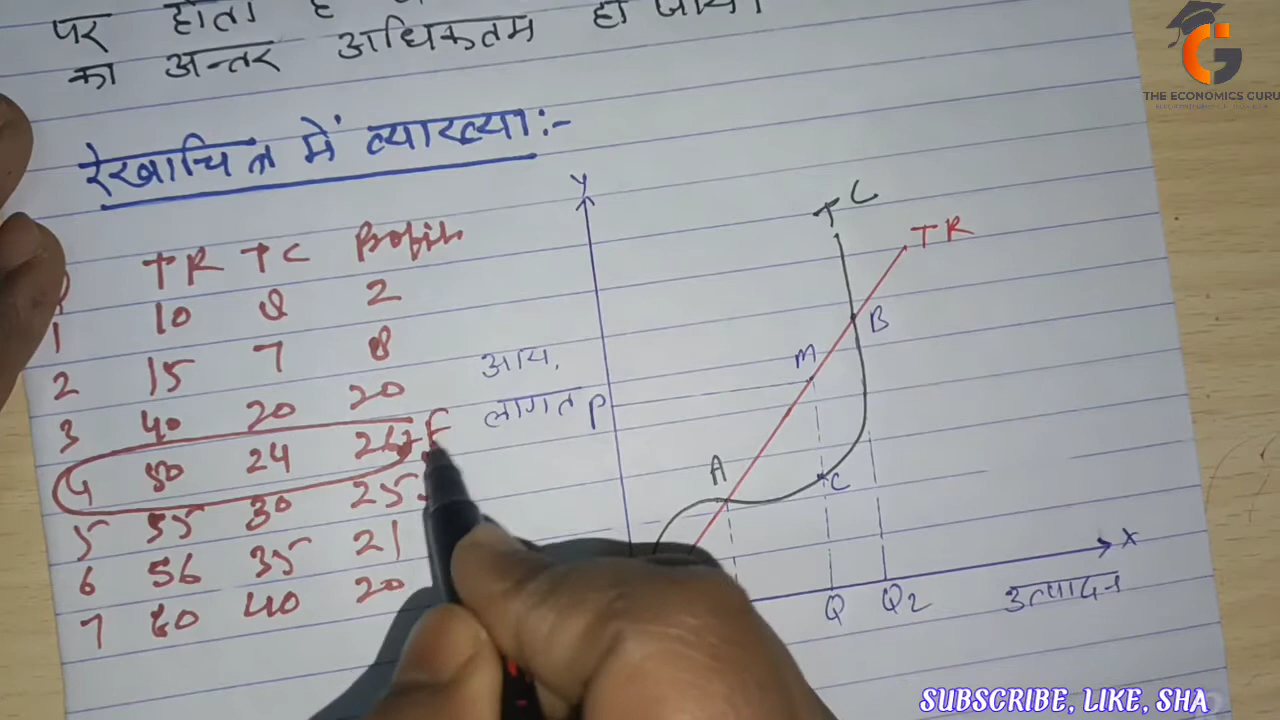 पर होता है
का अन्तर अधिकतम हो जाये।
रेखाचित्र में व्याख्या:-
TR TC Profit
1 10 8 2
2 15 7 8
3 40 20 20
4 50 24 26 E
5 55 30 25
6 56 35 21
7 60 40 20
Y
आय,
लागत P
TC
TR
B
M
A
C
X
Q Q2 उत्पादन
G
THE ECONOMICS GURU
SUBSCRIBE, LIKE, SHA